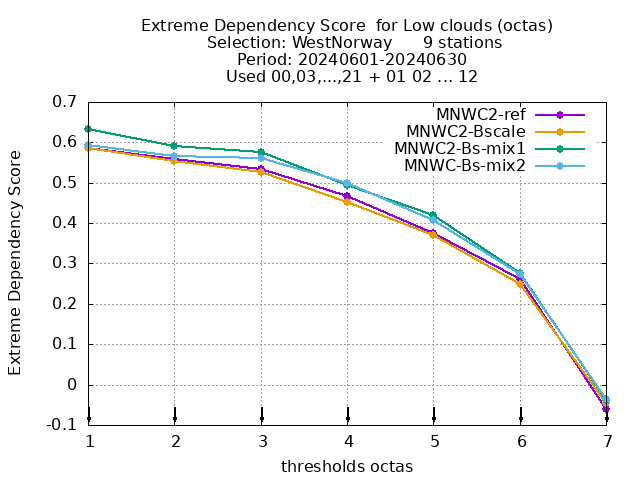 Extreme Dependency Score  for Low clouds (octas)
Selection: WestNorway      9 stations
Period: 20240601-20240630
Used 00,03,...,21 + 01 02 ... 12
MNWC2-ref
MNWC2-Bscale
MNWC2-Bs-mix1
MNWC-Bs-mix2
Extreme Dependency Score
0.7
0.6
0.5
0.4
0.3
0.2
0.1
0
-0.1
1 2 3 4 5 6 7
thresholds octas